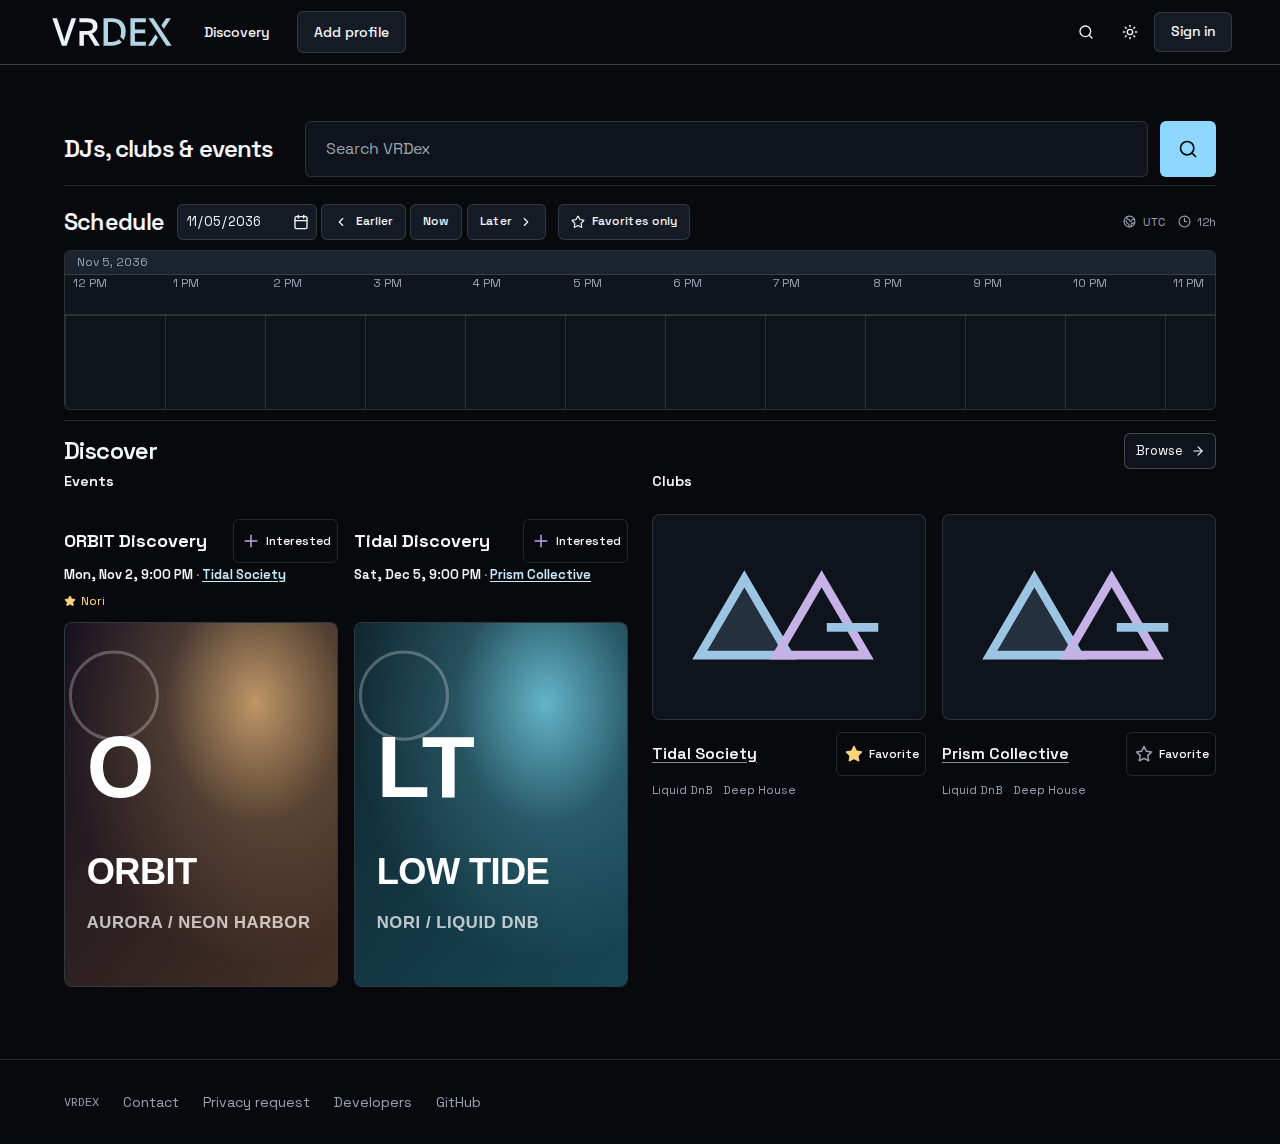 VRDEX Discovery Add profile Sign in
DJs, clubs & events Search VRDex
Schedule 11/05/2036 Earlier Now Later Favorites only UTC 12h
Nov 5, 2036
12 PM 1 PM 2 PM 3 PM 4 PM 5 PM 6 PM 7 PM 8 PM 9 PM 10 PM 11 PM
Discover Browse
Events Clubs
ORBIT Discovery Interested Tidal Discovery Interested
Mon, Nov 2, 9:00 PM · Tidal Society Sat, Dec 5, 9:00 PM · Prism Collective
Nori
O LT
ORBIT LOW TIDE
AURORA / NEON HARBOR NORI / LIQUID DNB
Tidal Society Favorite Prism Collective Favorite
Liquid DnB Deep House Liquid DnB Deep House
VRDEX Contact Privacy request Developers GitHub